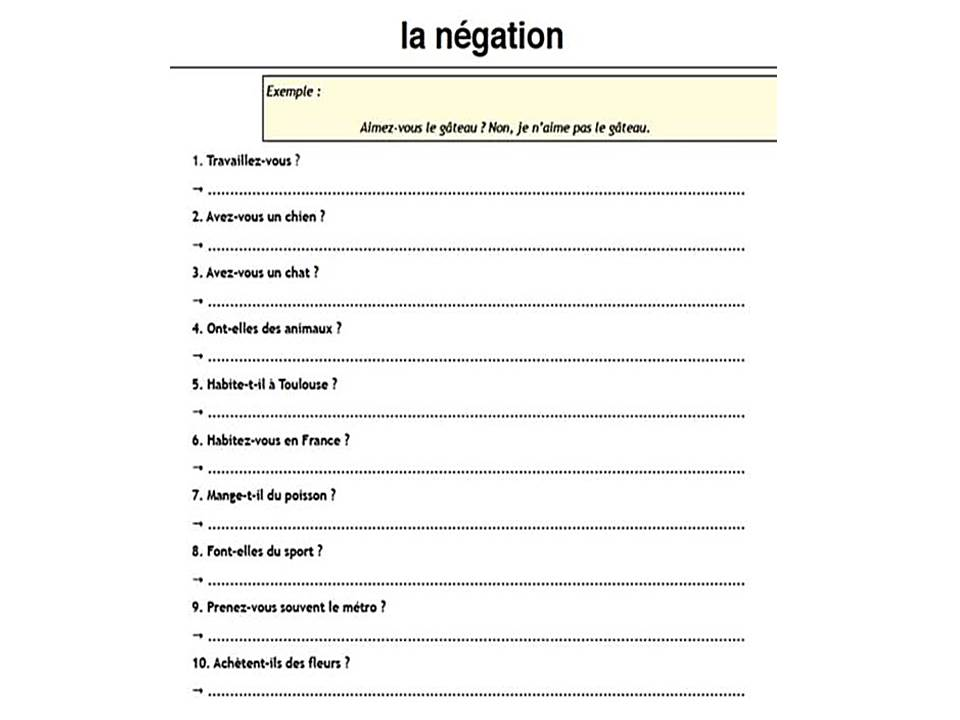 la négation
Exemple :
Aimez-vous le gâteau ? Non, je n'aime pas le gâteau.
1. Travaillez-vous ?
→ ........................................................................................................................
2. Avez-vous un chien ?
→ ........................................................................................................................
3. Avez-vous un chat ?
→ ........................................................................................................................
4. Ont-elles des animaux ?
→ ........................................................................................................................
5. Habite-t-il à Toulouse ?
→ ........................................................................................................................
6. Habitez-vous en France ?
→ ........................................................................................................................
7. Mange-t-il du poisson ?
→ ........................................................................................................................
8. Font-elles du sport ?
→ ........................................................................................................................
9. Prenez-vous souvent le métro ?
→ ........................................................................................................................
10. Achètent-ils des fleurs ?
→ ........................................................................................................................